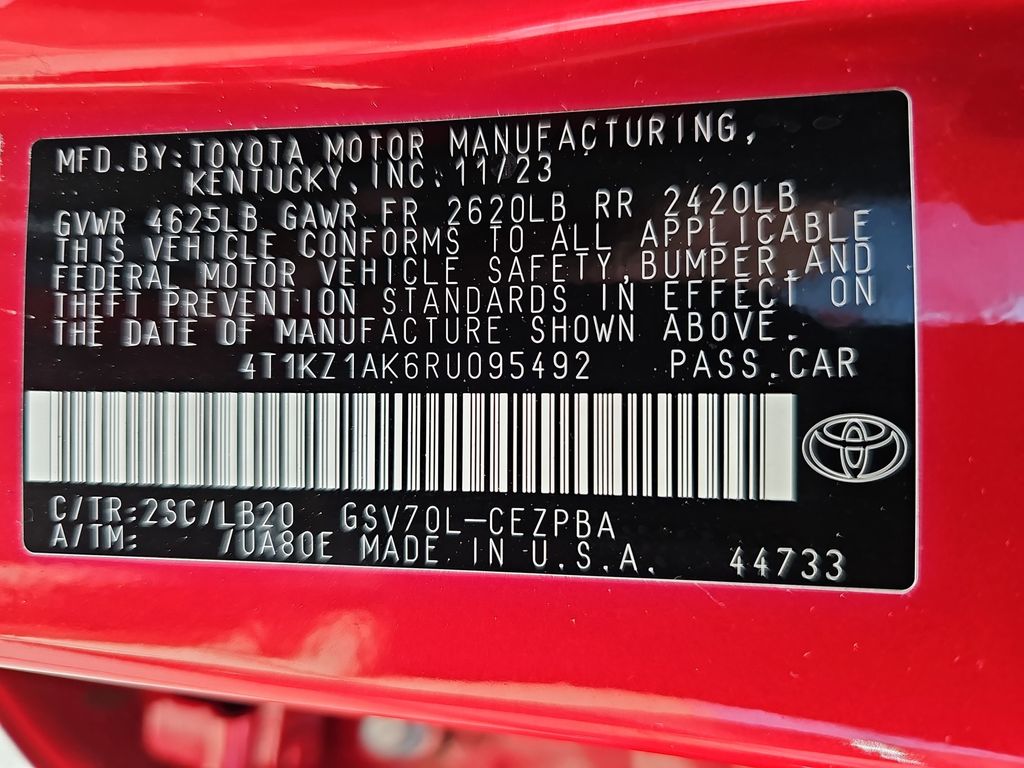 MFD.BY:TOYOTA MOTOR MANUFACTURING,
KENTUCKY,INC.11/23
GVWR 4625LB GAWR FR 2620LB RR 2420LB
THIS VEHICLE CONFORMS TO ALL APPLICABLE
FEDERAL MOTOR VEHICLE SAFETY,BUMPER,AND
THEFT PREVENTION STANDARDS IN EFFECT ON
THE DATE OF MANUFACTURE SHOWN ABOVE.
4T1KZ1AK6RU095492 PASS.CAR
C/TR:2SC/LB20 GSV70L-CEZPBA
A/TM: /UA80E MADE IN U.S.A. 44733